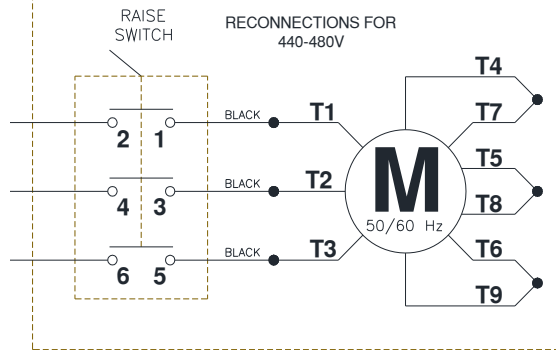 RAISE
SWITCH
RECONNECTIONS FOR
440-480V
T4
BLACK
T1
T7
2 1
T5
BLACK
T2
M
4 3
T8
50/60 Hz
BLACK
T3
T6
6 5
T9